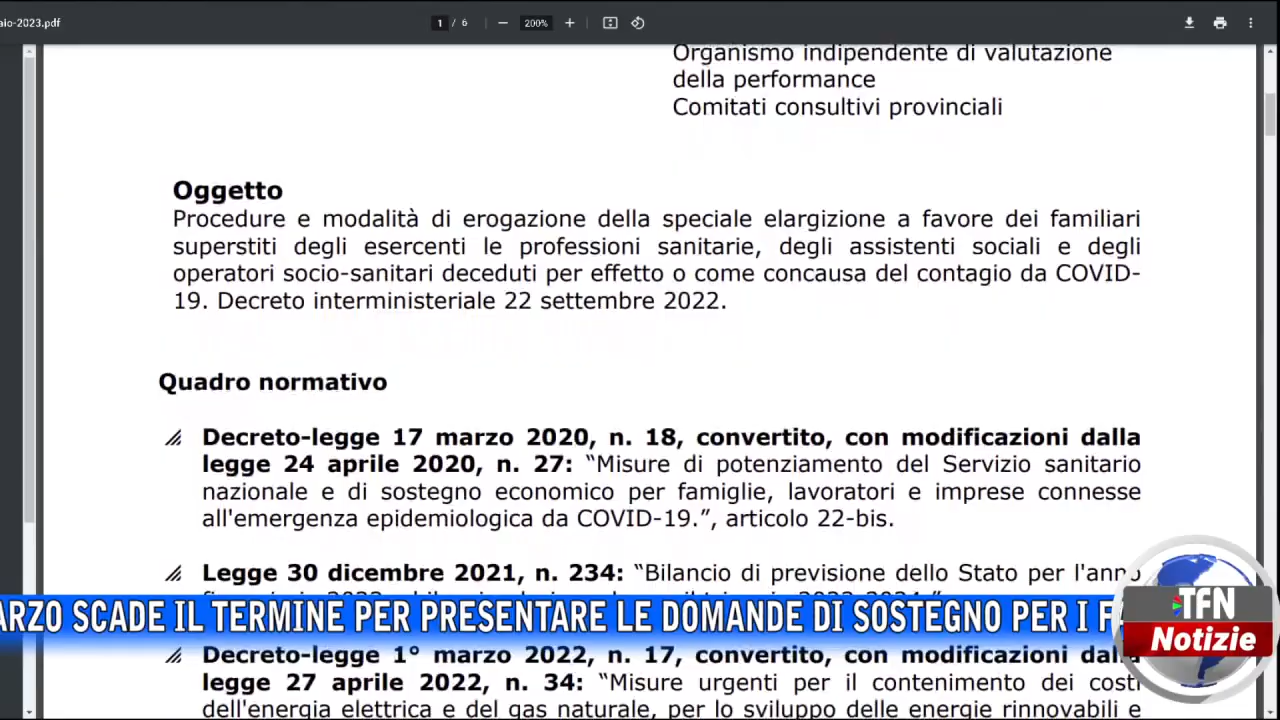 aio-2023.pdf
1 / 6
200%
Organismo indipendente di valutazione
della performance
Comitati consultivi provinciali
Oggetto
Procedure e modalità di erogazione della speciale elargizione a favore dei familiari
superstiti degli esercenti le professioni sanitarie, degli assistenti sociali e degli
operatori socio-sanitari deceduti per effetto o come concausa del contagio da COVID-
19. Decreto interministeriale 22 settembre 2022.
Quadro normativo
Decreto-legge 17 marzo 2020, n. 18, convertito, con modificazioni dalla
legge 24 aprile 2020, n. 27: “Misure di potenziamento del Servizio sanitario
nazionale e di sostegno economico per famiglie, lavoratori e imprese connesse
all'emergenza epidemiologica da COVID-19.”, articolo 22-bis.
Legge 30 dicembre 2021, n. 234: “Bilancio di previsione dello Stato per l'anno
ARZO SCADE IL TERMINE PER PRESENTARE LE DOMANDE DI SOSTEGNO PER I FA
TFN
Notizie
Decreto-legge 1° marzo 2022, n. 17, convertito, con modificazioni dalla
legge 27 aprile 2022, n. 34: “Misure urgenti per il contenimento dei costi
dell'energia elettrica e del gas naturale, per lo sviluppo delle energie rinnovabili e